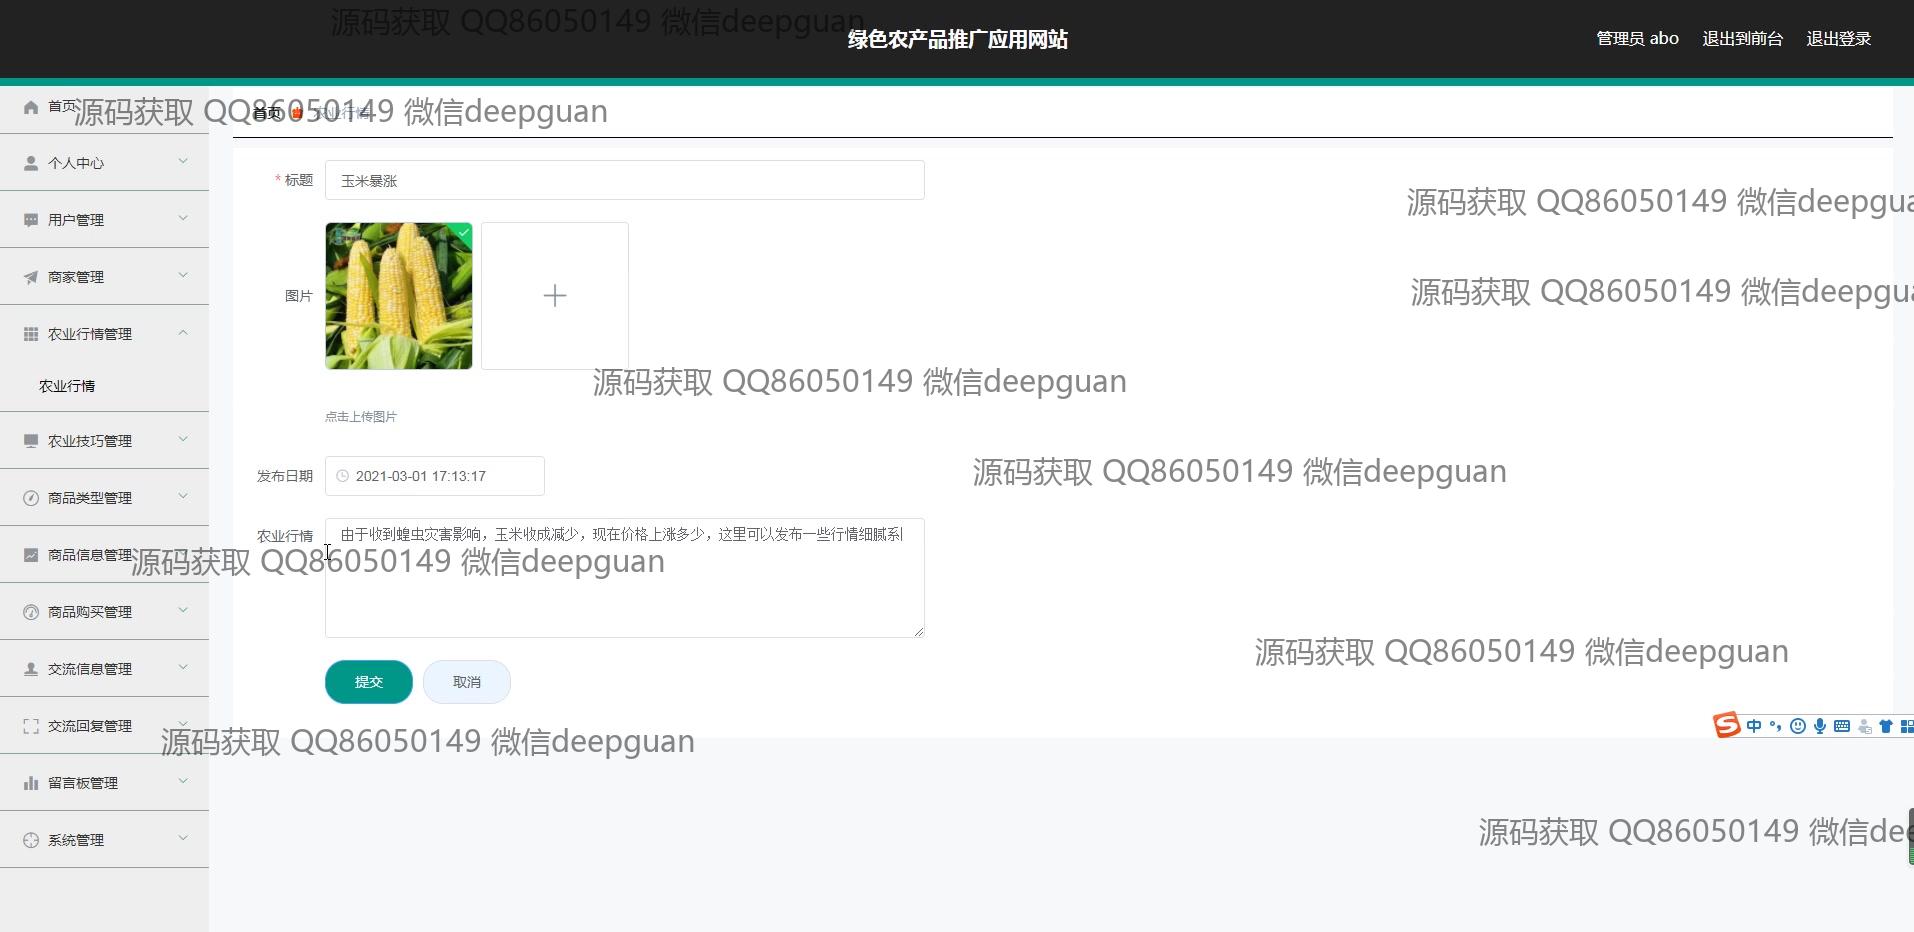 源码获取 QQ86050149 微信deepguan
绿色农产品推广应用网站
管理员 abo 退出到前台 退出登录
首页
源码获取 QQ86050149 微信deepguan
首页 农业行情
个人中心
用户管理
商家管理
农业行情管理
农业行情
农业技巧管理
商品类型管理
商品信息管理
商品购买管理
交流信息管理
交流回复管理
留言板管理
系统管理
* 标题 玉米暴涨
源码获取 QQ86050149 微信deepgua
图片
源码获取 QQ86050149 微信deepgua
源码获取 QQ86050149 微信deepguan
点击上传图片
发布日期 2021-03-01 17:13:17
源码获取 QQ86050149 微信deepguan
农业行情 由于收到蝗虫灾害影响，玉米收成减少，现在价格上涨多少，这里可以发布一些行情细腻系
源码获取 QQ86050149 微信deepguan
源码获取 QQ86050149 微信deepguan
提交 取消
中
源码获取 QQ86050149 微信deepguan
源码获取 QQ86050149 微信dee